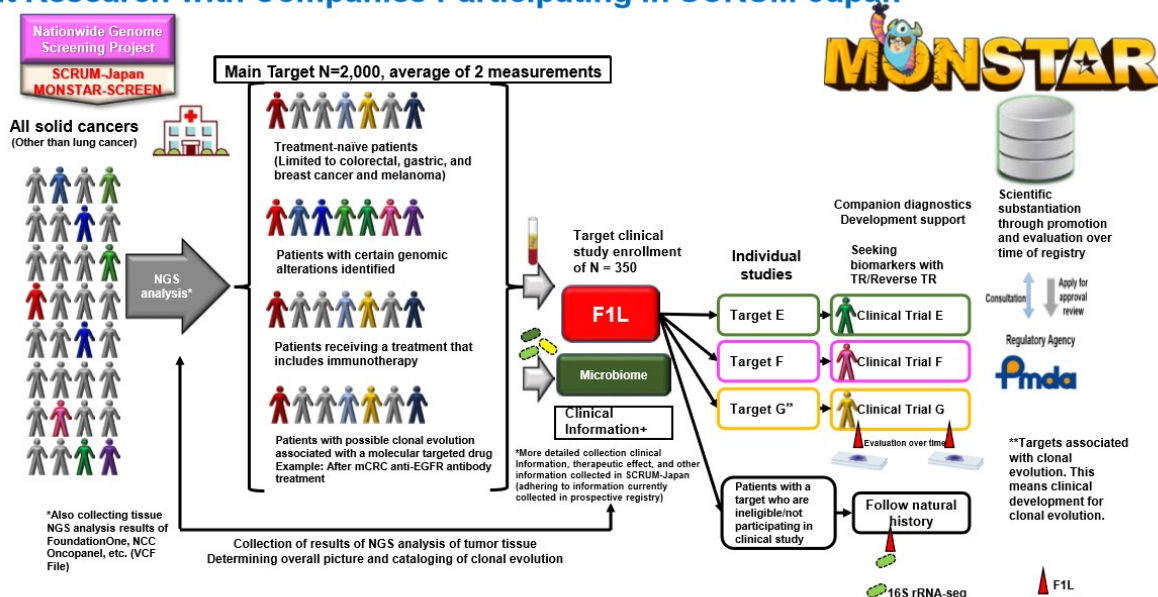 Research with Companies Participating in SCRUM-Japan
Nationwide Genome
Screening Project
SCRUM-Japan
MONSTAR-SCREEN
All solid cancers
(Other than lung cancer)
NGS
analysis*
*Also collecting tissue
NGS analysis results of
FoundationOne, NCC
Oncopanel, etc. (VCF
File)
Main Target N=2,000, average of 2 measurements
Treatment-naïve patients
(Limited to colorectal, gastric, and
breast cancer and melanoma)
Patients with certain genomic
alterations identified
Patients receiving a treatment that
includes immunotherapy
Patients with possible clonal evolution
associated with a molecular targeted drug
Example: After mCRC anti-EGFR antibody
treatment
Collection of results of NGS analysis of tumor tissue
Determining overall picture and cataloging of clonal evolution
Target clinical
study enrollment
of N = 350
F1L
Microbiome
Clinical
Information+
*More detailed collection clinical
Information, therapeutic effect, and other
information collected in SCRUM-Japan
(adhering to information currently
collected in prospective registry)
Individual
studies
Target E
Target F
Target G**
Patients with a
target who are
ineligible/not
participating in
clinical study
MONSTAR
Companion diagnostics
Development support
Seeking
biomarkers with
TR/Reverse TR
Clinical Trial E
Clinical Trial F
Clinical Trial G
Evaluation over time
Follow natural
history
16S rRNA-seq
Scientific
substantiation
through promotion
and evaluation over
time of registry
Consultation
Apply for
approval
review
Regulatory Agency
Pmda
**Targets associated
with clonal
evolution. This
means clinical
development for
clonal evolution.
F1L